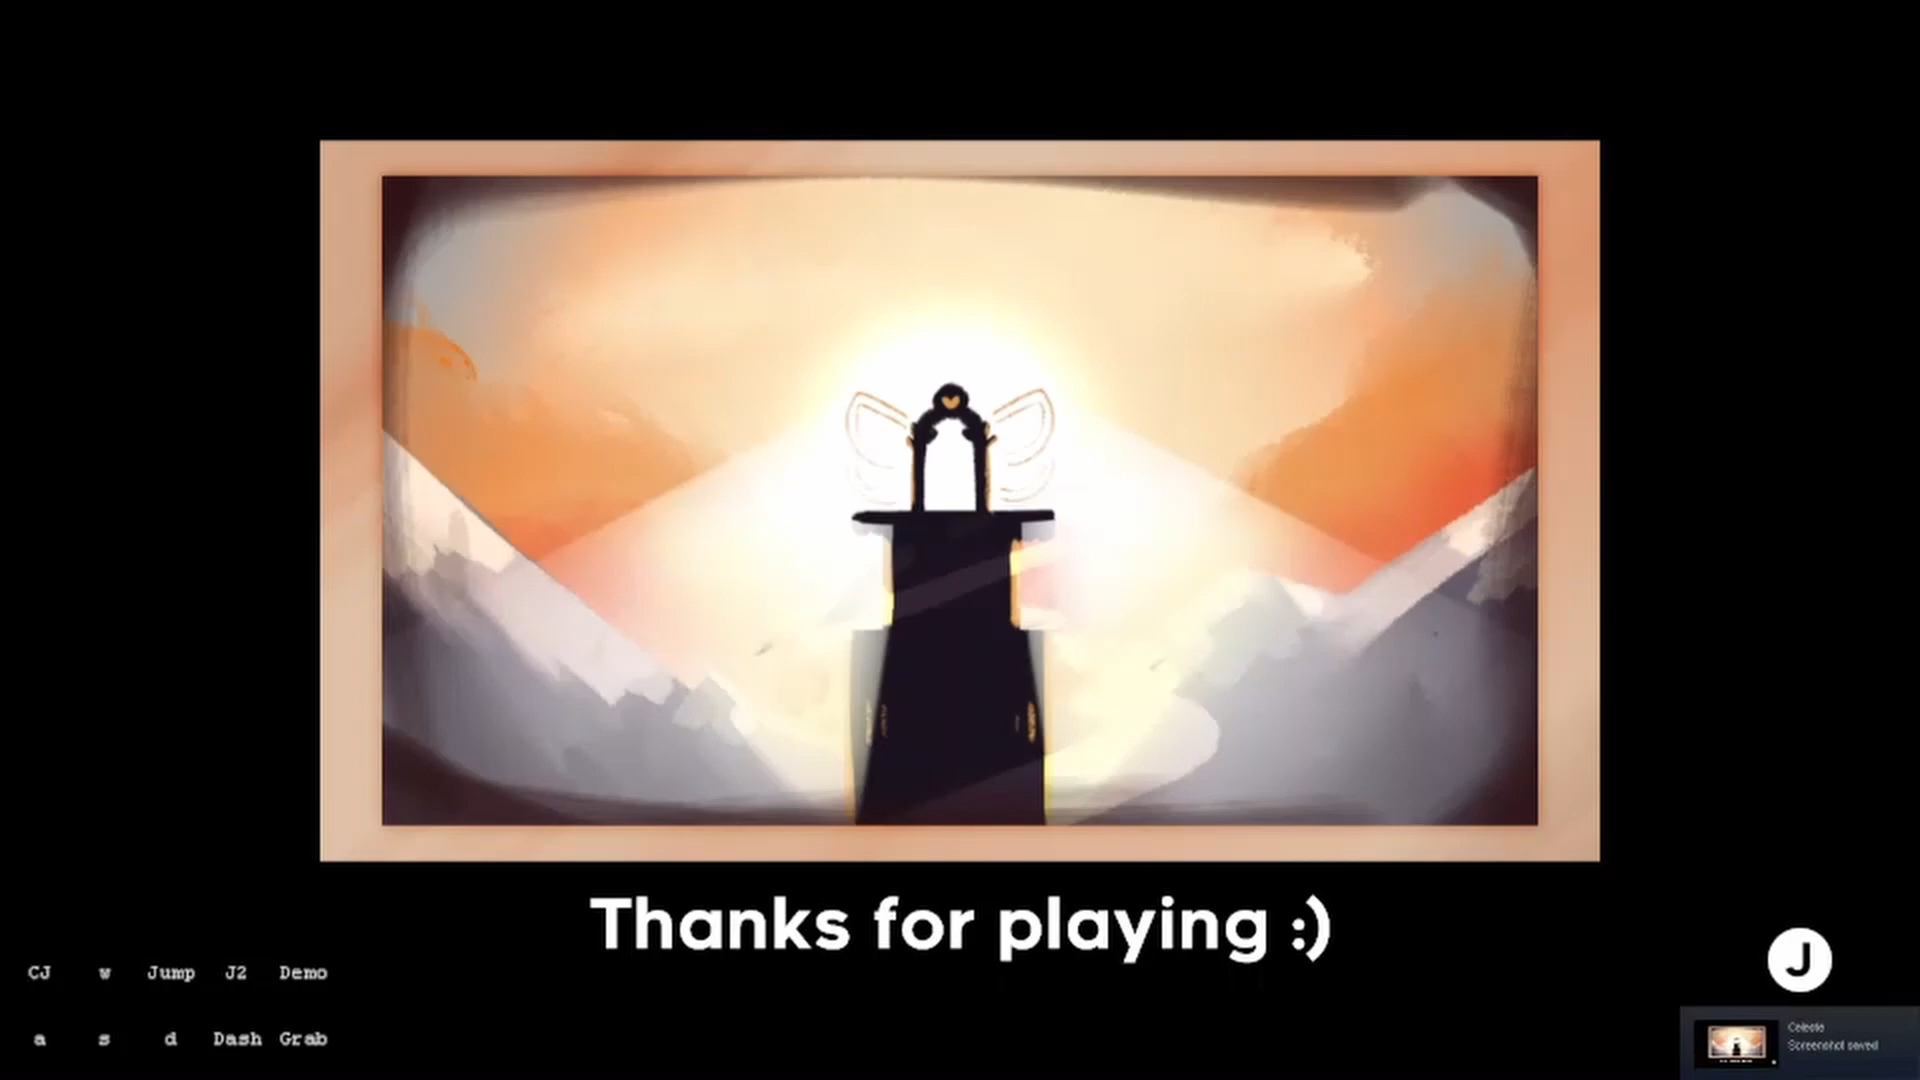 Thanks for playing :)
CJ w Jump J2 Demo
a s d Dash Grab
J
Celeste
Screenshot saved